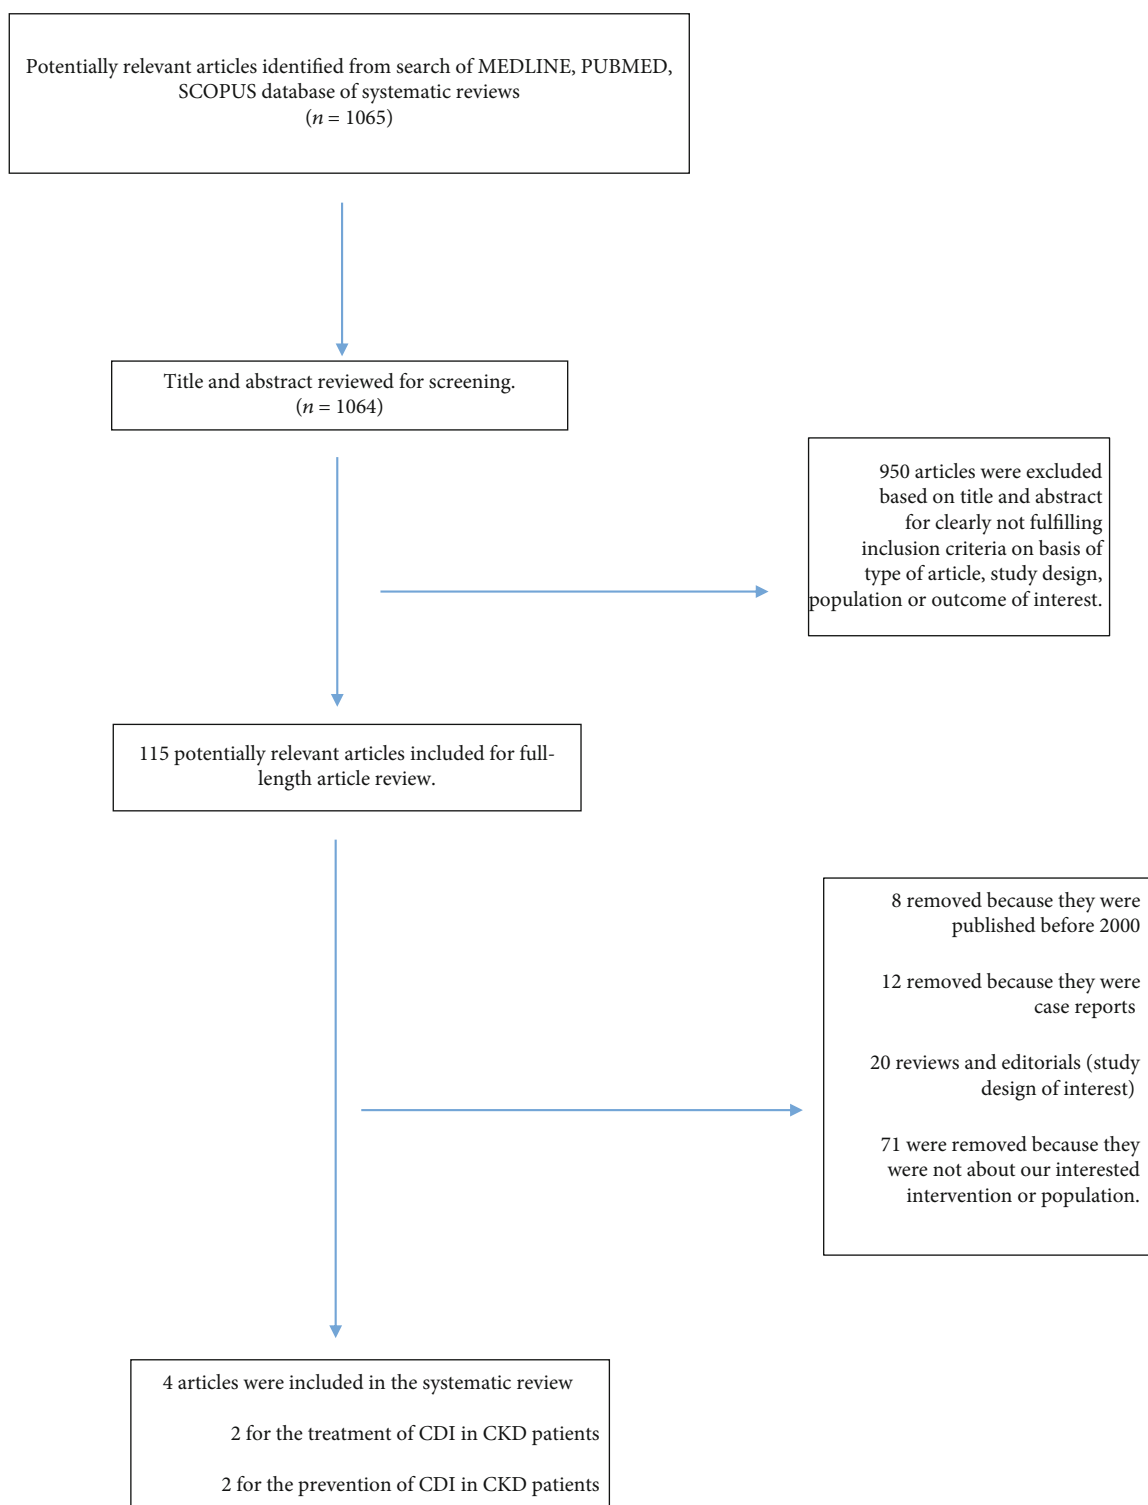 Potentially relevant articles identified from search of MEDLINE, PUBMED,
SCOPUS database of systematic reviews
(n = 1065)
Title and abstract reviewed for screening.
(n = 1064)
950 articles were excluded
based on title and abstract
for clearly not fulfilling
inclusion criteria on basis of
type of article, study design,
population or outcome of interest.
115 potentially relevant articles included for full-
length article review.
8 removed because they were
published before 2000
12 removed because they were
case reports
20 reviews and editorials (study
design of interest)
71 were removed because they
were not about our interested
intervention or population.
4 articles were included in the systematic review
2 for the treatment of CDI in CKD patients
2 for the prevention of CDI in CKD patients